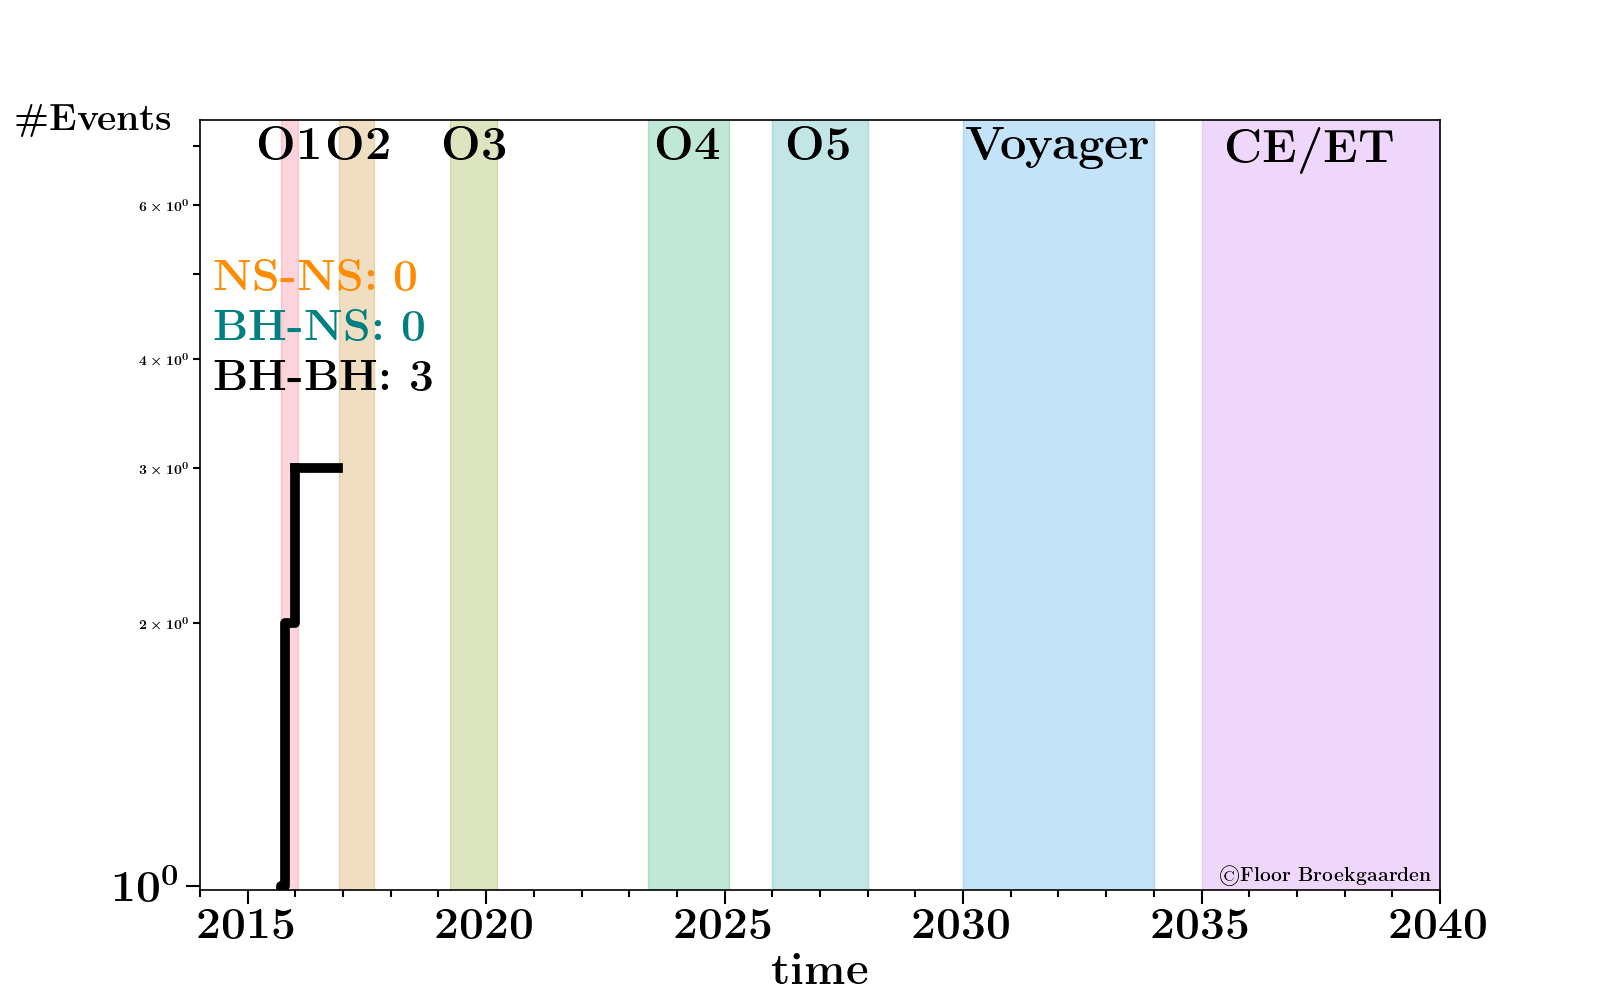 #Events
O1 O2 O3 O4 O5 Voyager CE/ET
6 × 10⁰
NS-NS: 0
BH-NS: 0
4 × 10⁰
BH-BH: 3
3 × 10⁰
2 × 10⁰
10⁰
©Floor Broekgaarden
2015 2020 2025 2030 2035 2040
time